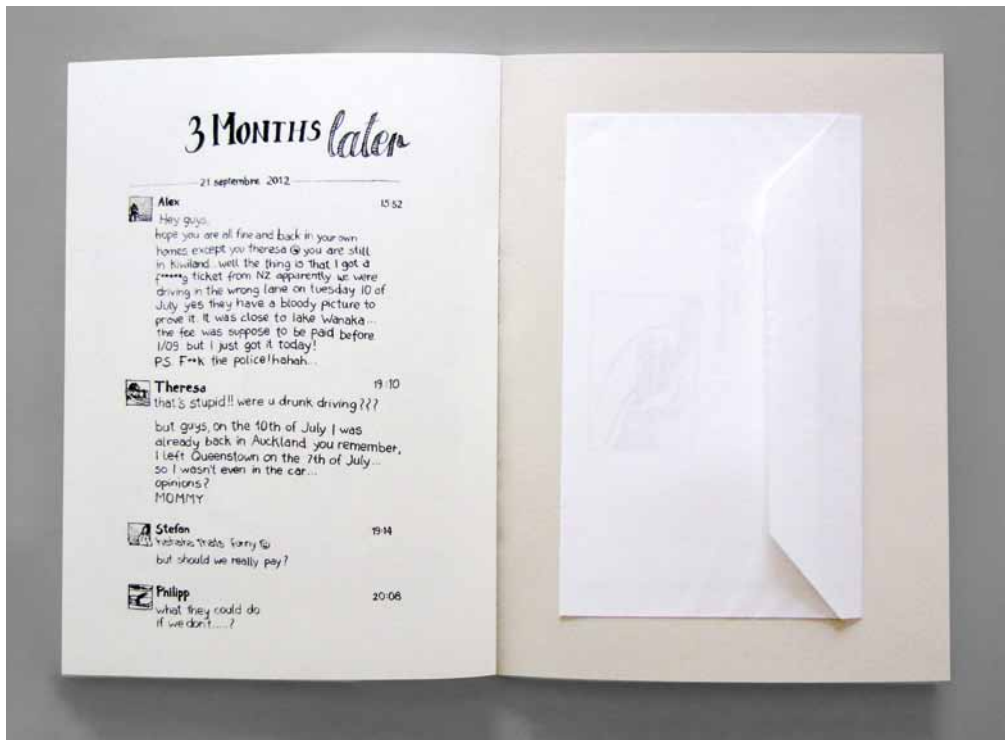 3 MONTHS later
21 septembre 2012
Alex 15:52
Hey guys,
hope you are all fine and back in your own
homes except you theresa ☺ you are still
in kiwiland...well the thing is that I got a
f*****g ticket from NZ apparently we were
driving in the wrong lane on tuesday 10 of
July yes they have a bloody picture to
prove it. It was close to lake Wanaka...
the fee was suppose to be paid before
1/09 but I just got it today!
PS. F**k the police!hahah...
Theresa 19:10
that's stupid!! were u drunk driving???
but guys, on the 10th of July I was
already back in Auckland. you remember,
I left Queenstown on the 7th of July...
so I wasn't even in the car...
opinions?
MOMMY
Stefan 19:14
hahaha thats funny ☺
but should we really pay?
Philipp 20:08
what they could do
if we don't.....?